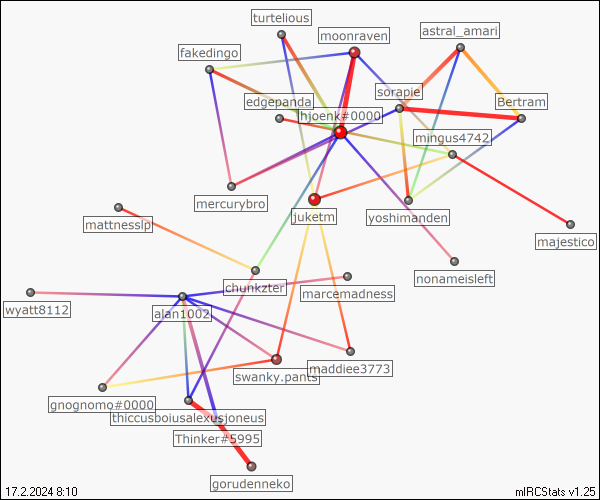 turtelious
moonraven
astral_amari
fakedingo
sorapie
edgepanda
Bertram
hjoenk#0000
mingus4742
mercurybro
juketm
yoshimanden
mattnesslp
majestico
nonameisleft
chunkzter
marcemadness
wyatt8112
alan1002
maddiee3773
swanky.pants
gnognomo#0000
thiccusboiusalexusjoneus
Thinker#5995
gorudenneko
17.2.2024 8:10
mIRCStats v1.25